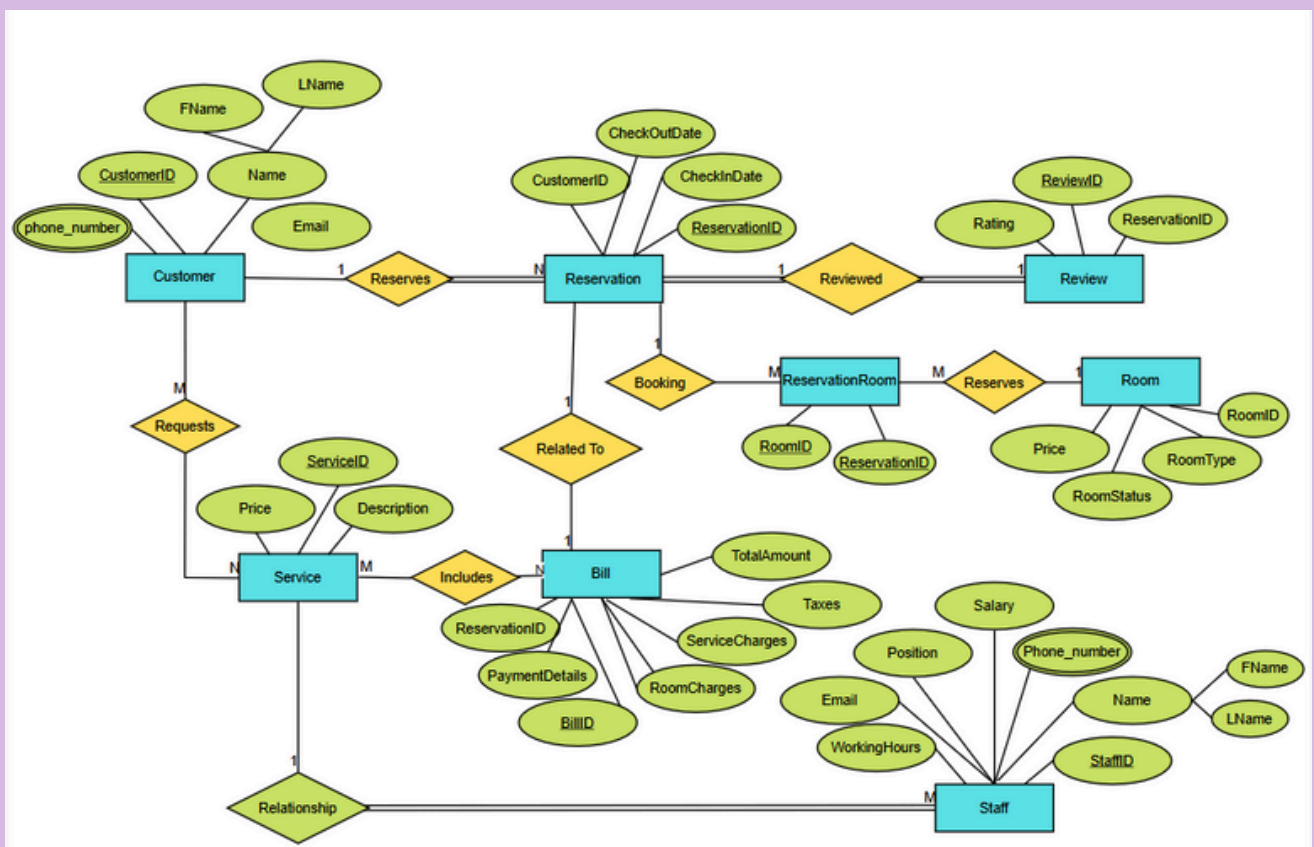 LName
FName
CheckOutDate
CustomerID
Name
CustomerID
CheckInDate
ReviewID
phone_number
Email
ReservationID
Rating
ReservationID
Customer
1
Reserves
N
Reservation
1
Reviewed
1
Review
1
M
1
Booking
M
ReservationRoom
M
Reserves
1
Room
Requests
Related To
RoomID
ReservationID
Price
RoomID
RoomType
RoomStatus
ServiceID
Price
Description
1
N
Service
M
Includes
N
Bill
TotalAmount
Taxes
ReservationID
ServiceCharges
PaymentDetails
RoomCharges
BillID
Salary
Position
Phone_number
Email
Name
FName
LName
WorkingHours
StaffID
1
Relationship
M
Staff